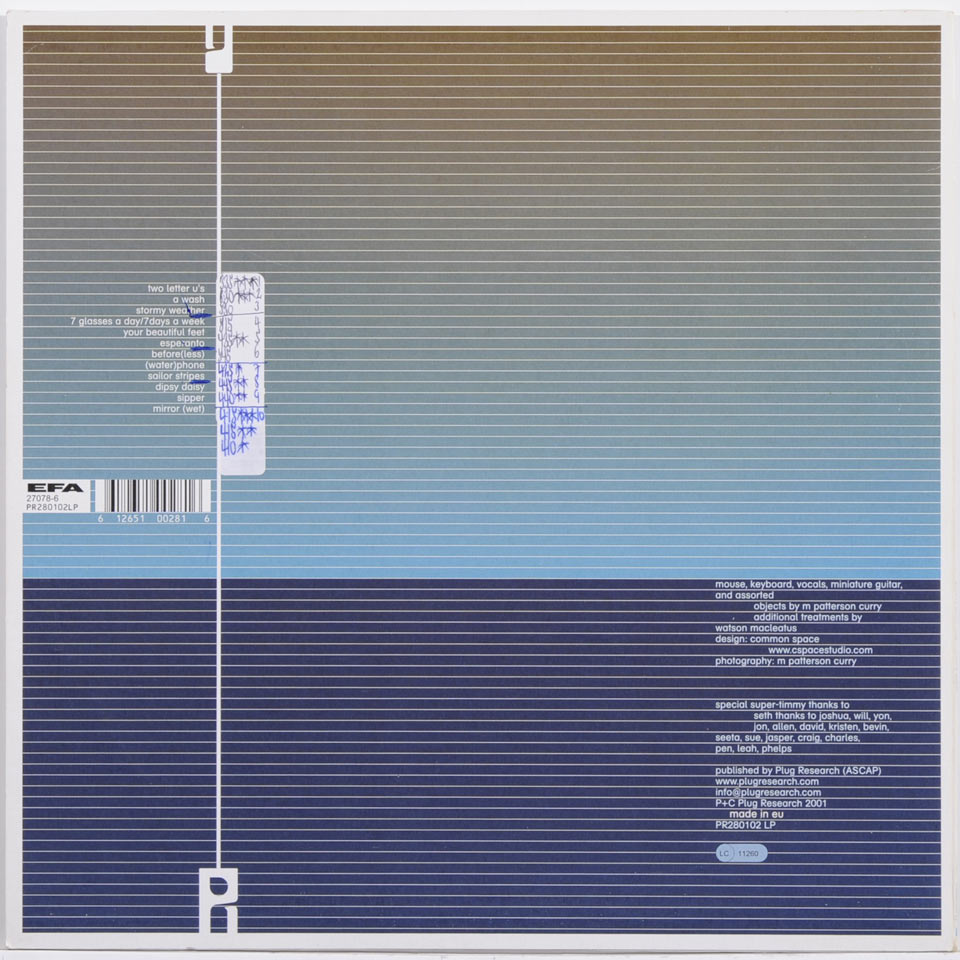 two letter u's
a wash
stormy weather
7 glasses a day/7days a week
your beautiful feet
esperanto
before(less)
(water)phone
sailor stripes
dipsy daisy
sipper
mirror (wet)
EFA
27078-6
PR280102LP
6 12651 00281 6
mouse, keyboard, vocals, miniature guitar,
and assorted
objects by m patterson curry
additional treatments by
watson macleatus
design: common space
www.cspacestudio.com
photography: m patterson curry
special super-timmy thanks to
seth thanks to joshua, will, yon,
jon, allen, david, kristen, bevin,
seeta, sue, jasper, craig, charles,
pen, leah, phelps
published by Plug Research (ASCAP)
www.plugresearch.com
info@plugresearch.com
P+C Plug Research 2001
made in eu
PR280102 LP
LC 11260